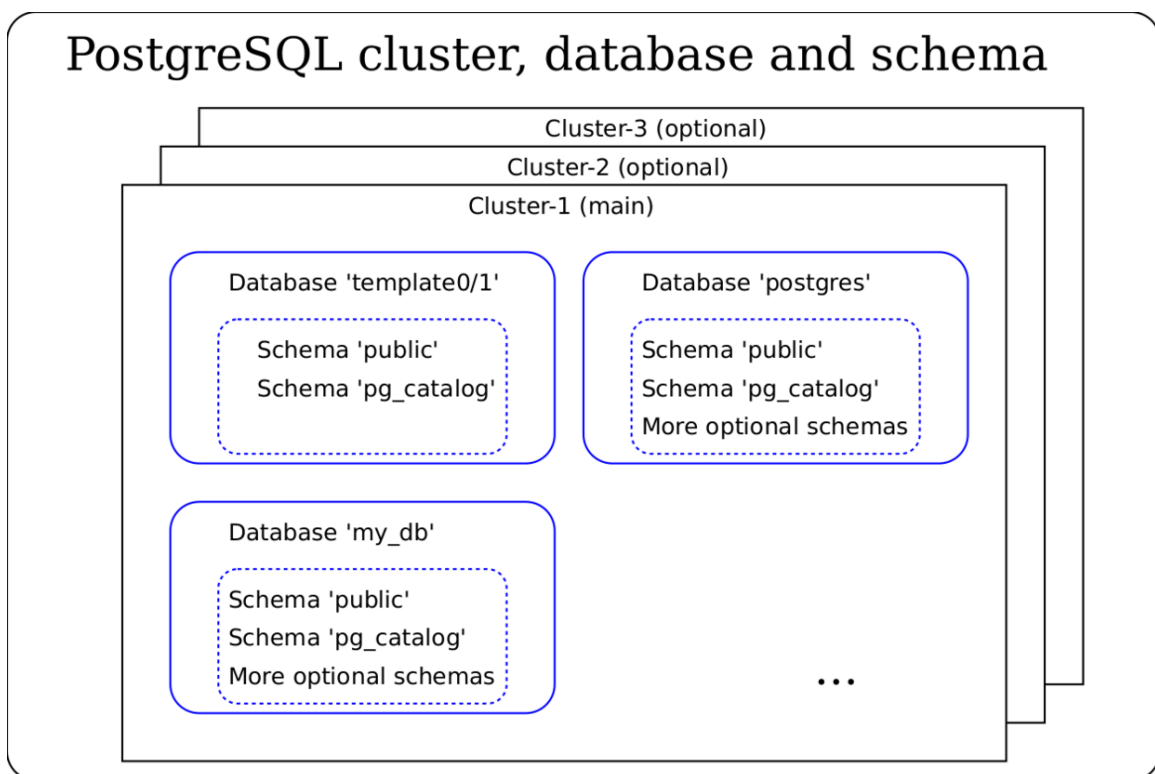 PostgreSQL cluster, database and schema
Cluster-3 (optional)
Cluster-2 (optional)
Cluster-1 (main)
Database 'template0/1'
Schema 'public'
Schema 'pg_catalog'
Database 'postgres'
Schema 'public'
Schema 'pg_catalog'
More optional schemas
Database 'my_db'
Schema 'public'
Schema 'pg_catalog'
More optional schemas
...